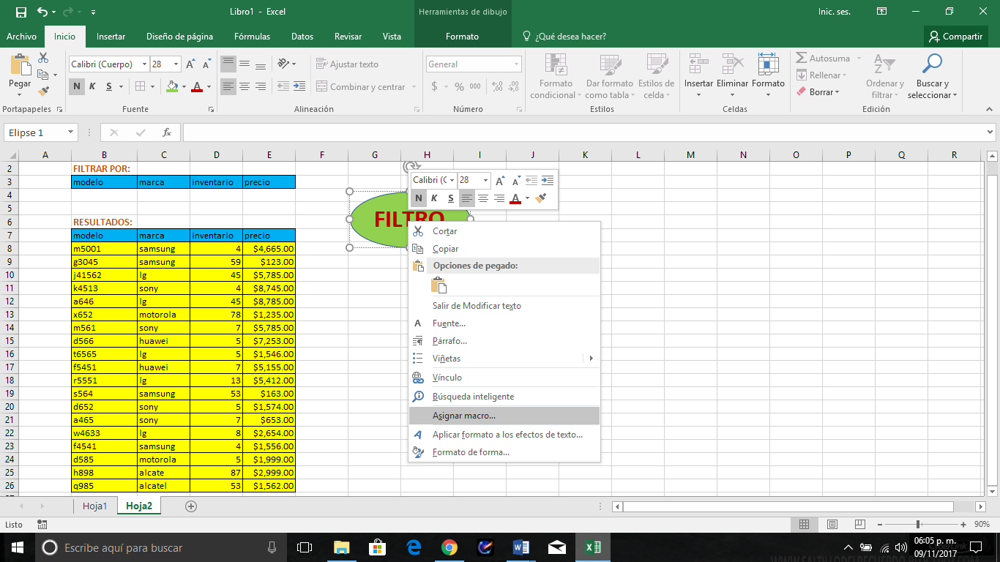 Libro1 - Excel
Herramientas de dibujo
Inic. ses.
Archivo Inicio Insertar Diseño de página Fórmulas Datos Revisar Vista Formato ¿Qué desea hacer? Compartir
Pegar
Calibri (Cuerpo) 28 A A
N K S A
Ajustar texto
Combinar y centrar
General
$ % 000
Formato condicional
Dar formato como tabla
Estilos de celda
Insertar Eliminar Formato
Autosuma
Rellenar
Borrar
Ordenar y filtrar
Buscar y seleccionar
Portapapeles Fuente Alineación Número Estilos Celdas Edición
Elipse 1 fx
A B C D E F G H I J K L M N O P Q R
2 FILTRAR POR:
3 modelo marca inventario precio
4
5
6 RESULTADOS:
7 modelo marca inventario precio
8 m5001 samsung 4 $4,665.00
9 g3045 samsung 59 $123.00
10 j41562 lg 45 $5,785.00
11 k4513 sony 4 $8,745.00
12 a646 lg 45 $8,785.00
13 x652 motorola 78 $1,235.00
14 m561 sony 7 $5,785.00
15 d566 huawei 5 $7,253.00
16 t6565 lg 5 $1,546.00
17 f5451 huawei 7 $5,155.00
18 r5551 lg 13 $5,412.00
19 s564 samsung 53 $163.00
20 d652 sony 5 $1,574.00
21 a465 sony 7 $653.00
22 w4633 lg 8 $2,654.00
23 f4541 samsung 4 $1,556.00
24 d585 motorola 5 $1,999.00
25 h898 alcate 87 $2,999.00
26 q985 alcatel 53 $1,562.00
FILTRO
Calibri (C 28 A A
N K S A
Cortar
Copiar
Opciones de pegado:
Salir de Modificar texto
Fuente...
Párrafo...
Viñetas
Vínculo
Búsqueda inteligente
Asignar macro...
Aplicar formato a los efectos de texto...
Formato de forma...
Hoja1 Hoja2
Listo
90%
Escribe aquí para buscar
06:05 p. m.
09/11/2017